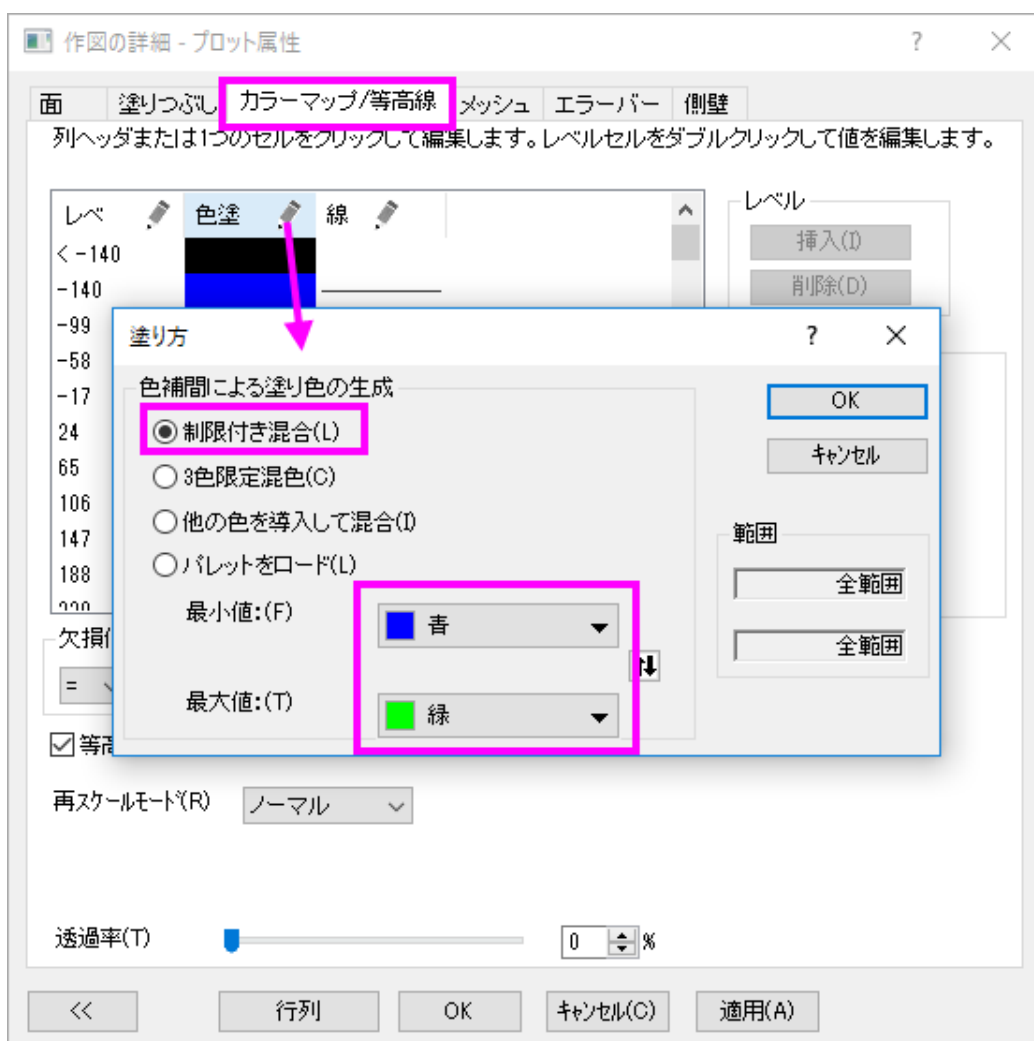 作図の詳細 - プロット属性
面 塗りつぶし カラーマップ/等高線 メッシュ エラーバー 側壁
列ヘッダまたは1つのセルをクリックして編集します。レベルセルをダブルクリックして値を編集します。
レベ 色塗 線
レベル
< -140
挿入(I)
-140
削除(D)
-99
-58
-17
24
65
106
147
188
塗り方
色補間による塗り色の生成
制限付き混合(L)
3色限定混色(C)
他の色を導入して混合(I)
パレットをロード(L)
最小値:(F) 青
最大値:(T) 緑
OK
キャンセル
範囲
全範囲
全範囲
欠損
=
等高
再スケールモード(R) ノーマル
透過率(T) 0 %
<< 行列 OK キャンセル(C) 適用(A)